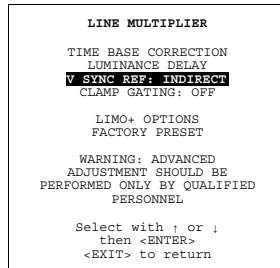 LINE MULTIPLIER
TIME BASE CORRECTION
LUMINANCE DELAY
V SYNC REF: INDIRECT
CLAMP GATING: OFF
LIMO+ OPTIONS
FACTORY PRESET
WARNING: ADVANCED
ADJUSTMENT SHOULD BE
PERFORMED ONLY BY QUALIFIED
PERSONNEL
Select with ↑ or ↓
then <ENTER>
<EXIT> to return